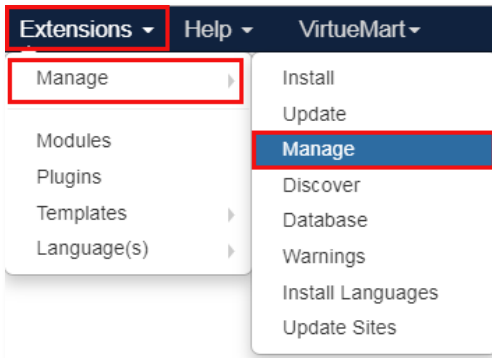 Extensions Help VirtueMart
Manage
Modules
Plugins
Templates
Language(s)
Install
Update
Manage
Discover
Database
Warnings
Install Languages
Update Sites